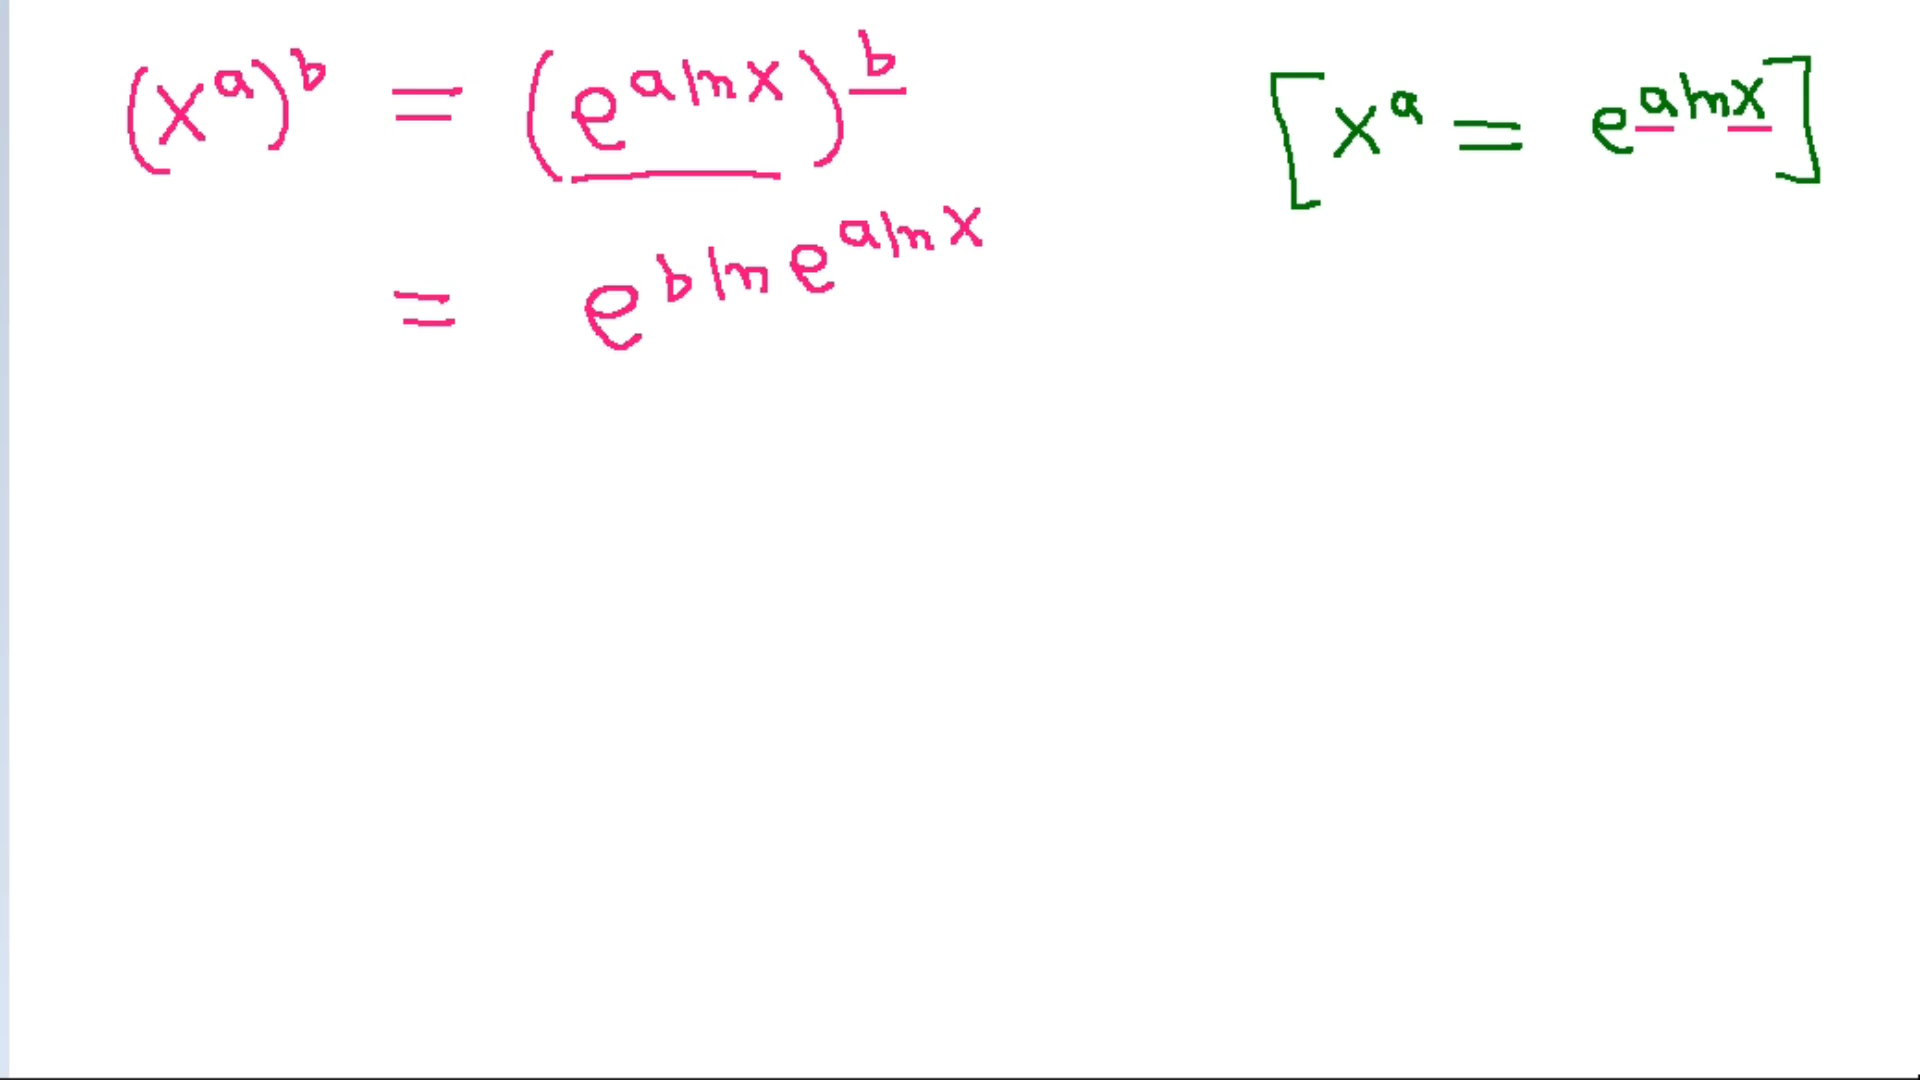 (x^a)^b = (e^{a ln x})^b
[x^a = e^{a ln x}]
= e^{b ln e^{a ln x}}